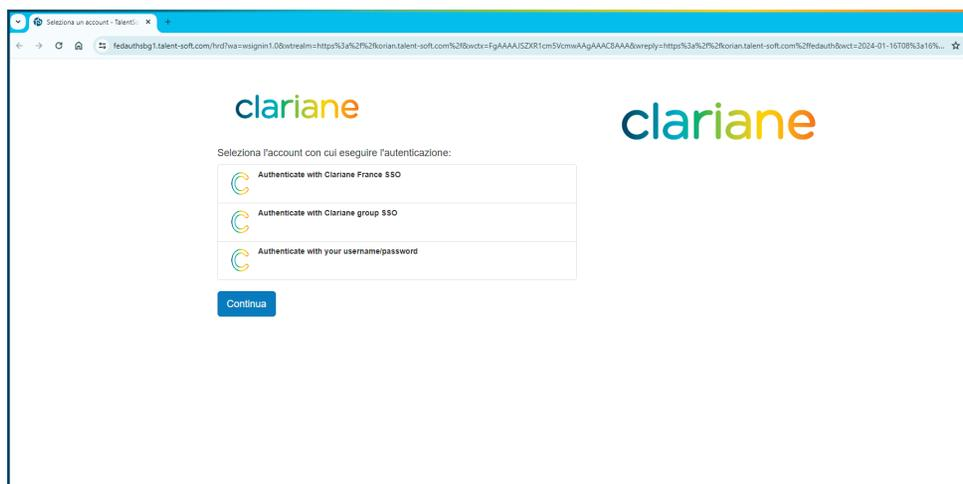 Seleziona un account - TalentSo
fedauthsbg1.talent-soft.com/hrd?wa=wsignin1.0&wtrealm=https%3a%2f%2fkorian.talent-soft.com%2f&wctx=FgAAAAJSZXR1cm5VcmwAAgAAAC8AAA&wreply=https%3a%2f%2fkorian.talent-soft.com%2ffedauth&wct=2024-01-16T08%3a16%...
clariane
clariane
Seleziona l'account con cui eseguire l'autenticazione:
Authenticate with Clariane France SSO
Authenticate with Clariane group SSO
Authenticate with your username/password
Continua